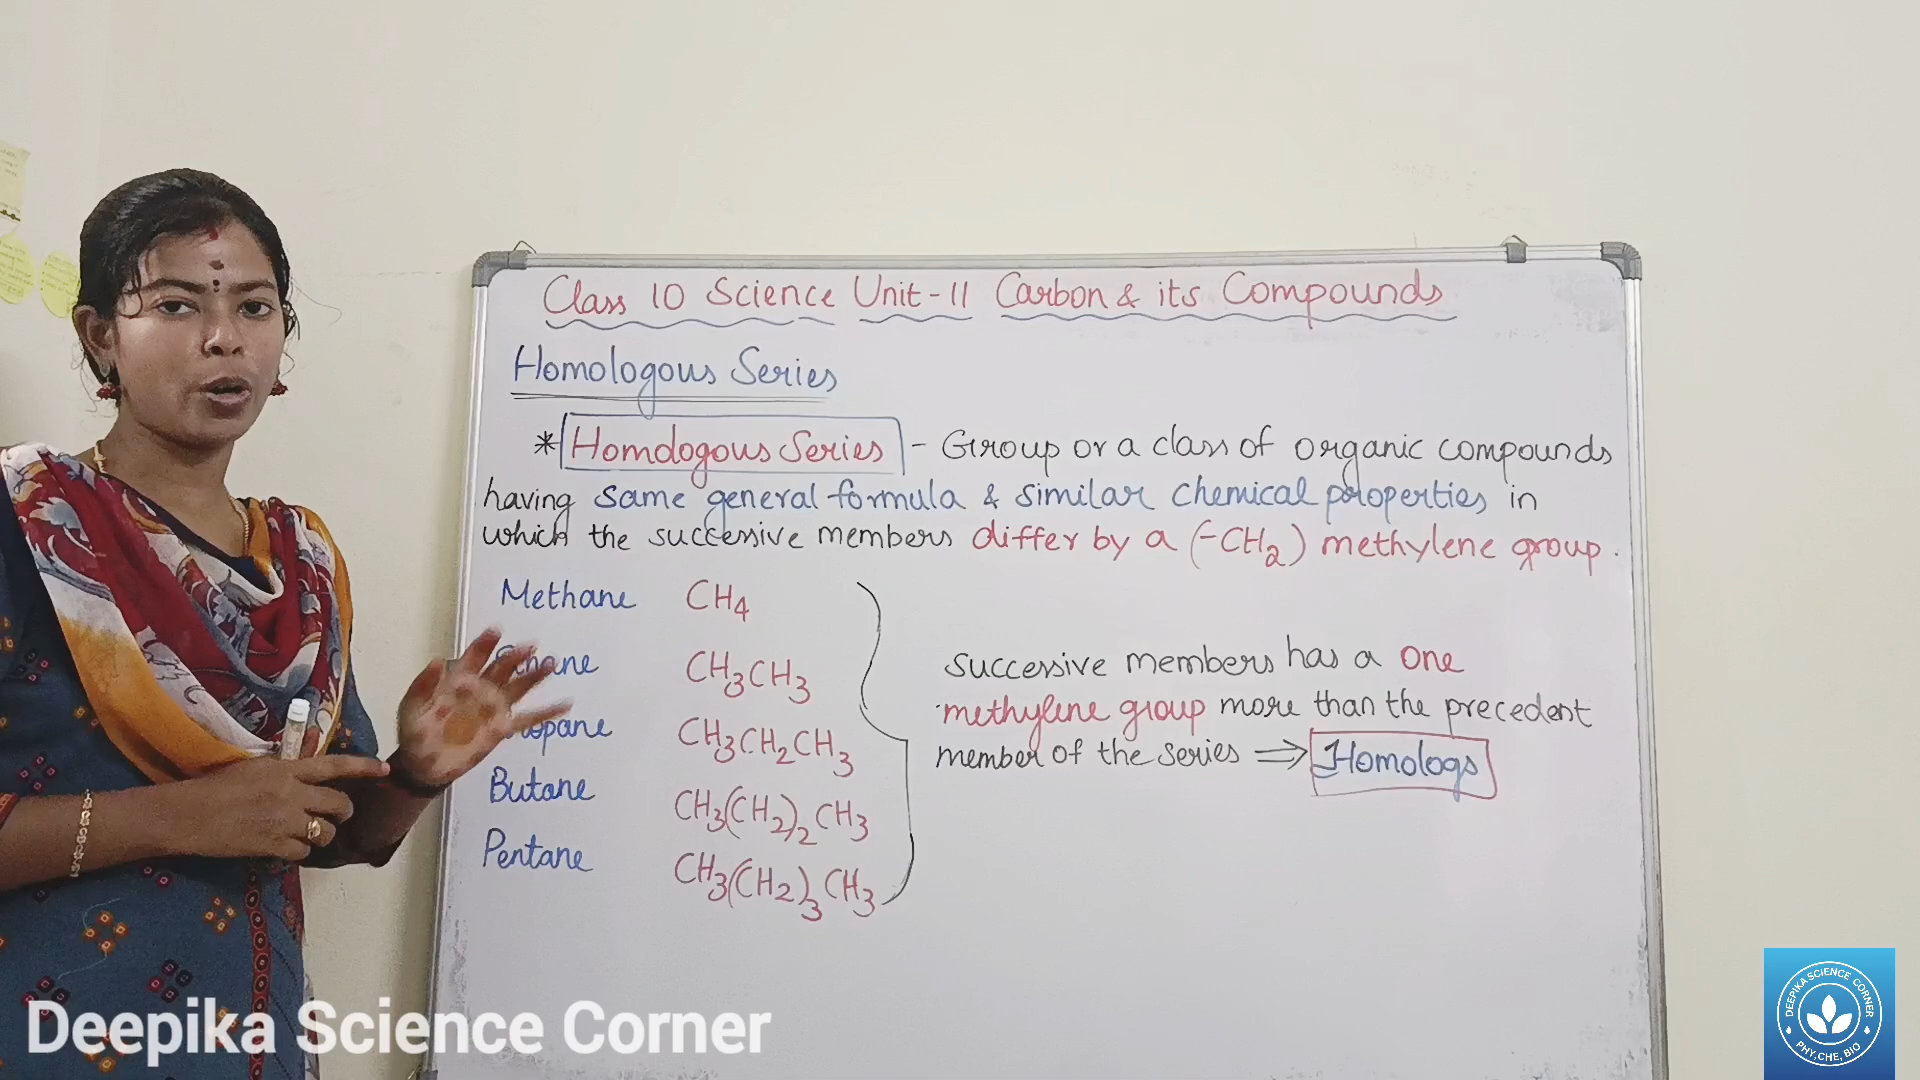 Class 10 Science Unit-11 Carbon & its Compounds
Homologous Series
* Homologous Series - Group or a class of organic compounds
having same general formula & similar chemical properties in
which the successive members differ by a (-CH2) methylene group.
Methane CH4
Ethane CH3CH3
Propane CH3CH2CH3
Butane CH3(CH2)2CH3
Pentane CH3(CH2)3CH3
Successive members has a one
methylene group more than the precedent
member of the series ⇒ Homologs
Deepika Science Corner
DEEPIKA SCIENCE CORNER
PHY, CHE, BIO